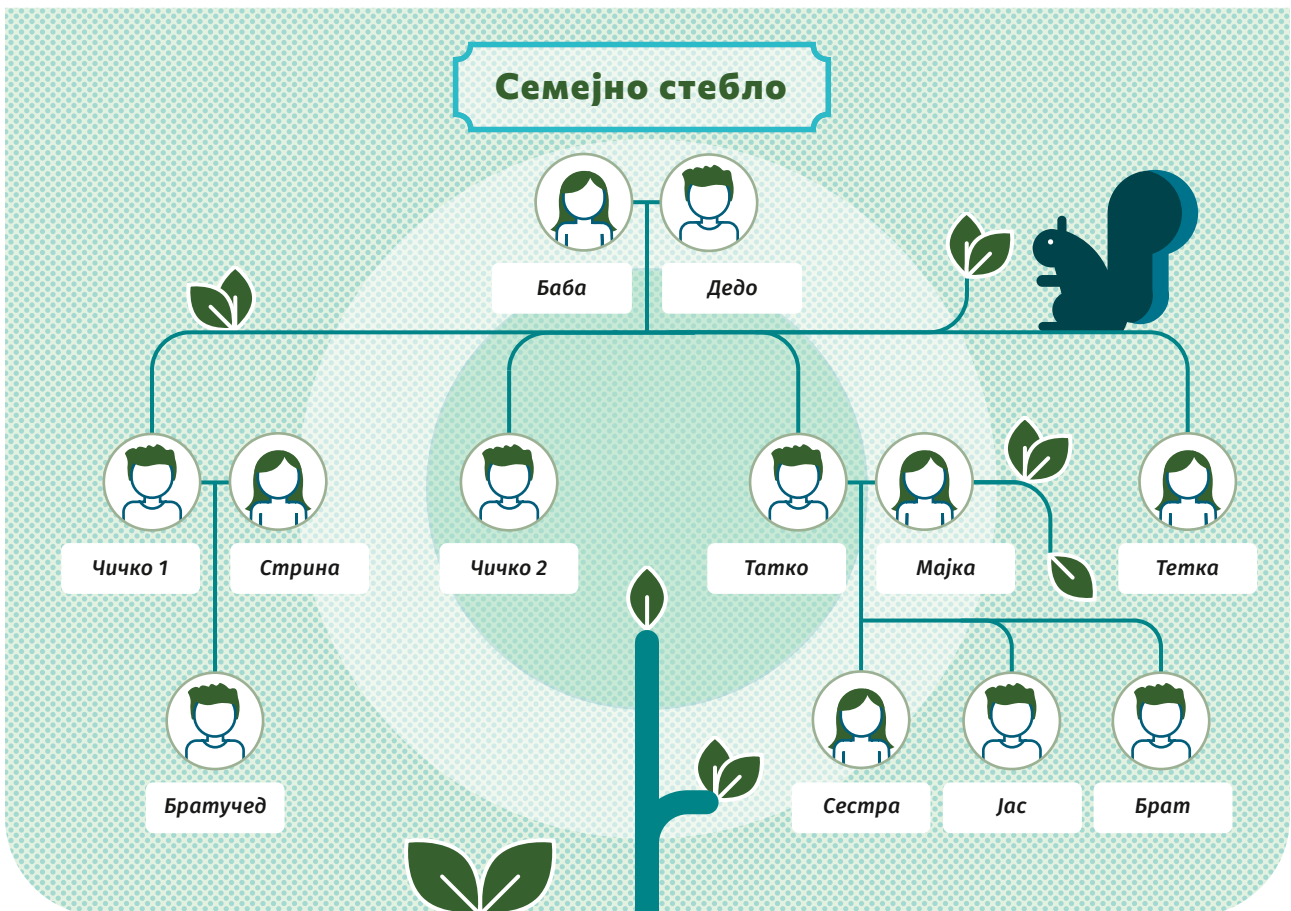 Семејно стебло
Баба
Дедо
Чичко 1
Стрина
Чичко 2
Татко
Мајка
Тетка
Братучед
Сестра
Јас
Брат